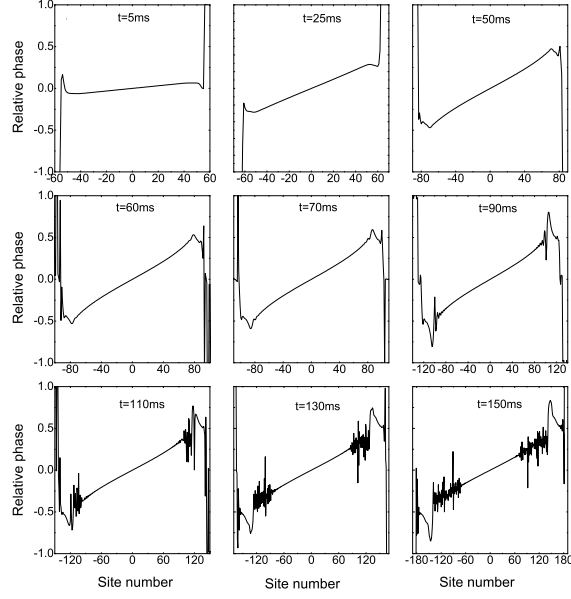 1.0
t=5ms
t=25ms
t=50ms
0.5
Relative phase
0.0
-0.5
-1.0
-60 -40 -20 0 20 40 60
-60 -40 -20 0 20 40 60
-80 -40 0 40 80
1.0
t=60ms
t=70ms
t=90ms
0.5
Relative phase
0.0
-0.5
-1.0
-80 -40 0 40 80
-80 -40 0 40 80
-120 -80 -40 0 40 80 120
1.0
t=110ms
t=130ms
t=150ms
0.5
Relative phase
0.0
-0.5
-1.0
-120 -60 0 60 120
-120 -60 0 60 120
-180 -120 -60 0 60 120 180
Site number
Site number
Site number